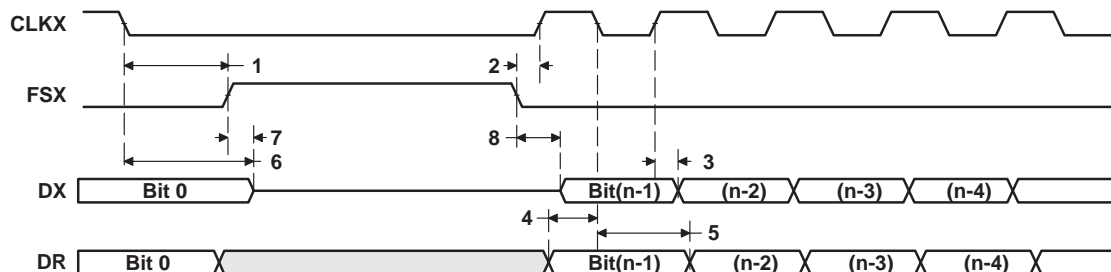 CLKX
1
2
FSX
7
8
6
3
DX
Bit 0
Bit(n-1)
(n-2)
(n-3)
(n-4)
4
5
DR
Bit 0
Bit(n-1)
(n-2)
(n-3)
(n-4)